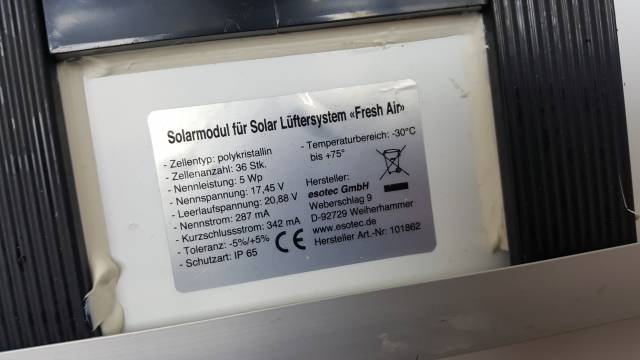 Solarmodul für Solar Lüftersystem «Fresh Air»
- Zellentyp: polykristallin
- Zellenanzahl: 36 Stk.
- Nennleistung: 5 Wp
- Nennspannung: 17,45 V
- Leerlaufspannung: 20,88 V
- Nennstrom: 287 mA
- Kurzschlussstrom: 342 mA
- Toleranz: -5%/+5%
- Schutzart: IP 65
CE
- Temperaturbereich: -30°C
bis +75°
Hersteller:
esotec GmbH
Weberschlag 9
D-92729 Weiherhammer
www.esotec.de
Hersteller Art.-Nr: 101862